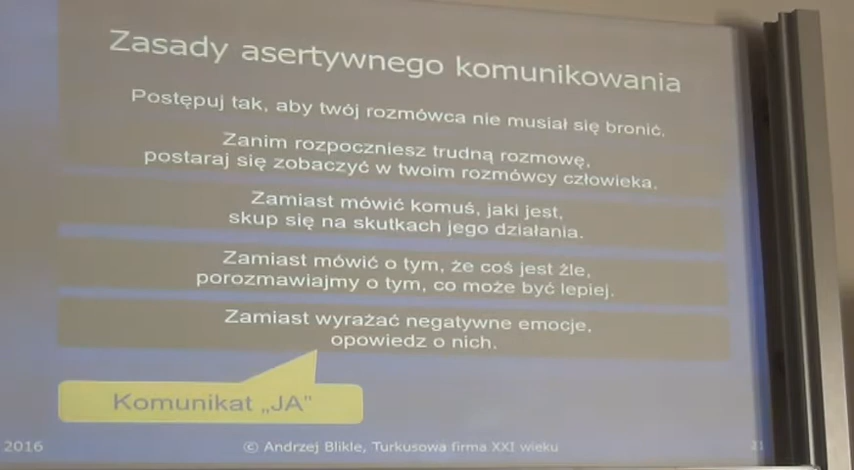 Zasady asertywnego komunikowania
Postępuj tak, aby twój rozmówca nie musiał się bronić.
Zanim rozpoczniesz trudną rozmowę,
postaraj się zobaczyć w twoim rozmówcy człowieka.
Zamiast mówić komuś, jaki jest,
skup się na skutkach jego działania.
Zamiast mówić o tym, że coś jest źle,
porozmawiajmy o tym, co może być lepiej.
Zamiast wyrażać negatywne emocje,
opowiedz o nich.
Komunikat „JA”
2016 © Andrzej Blikle, Turkusowa firma XXI wieku